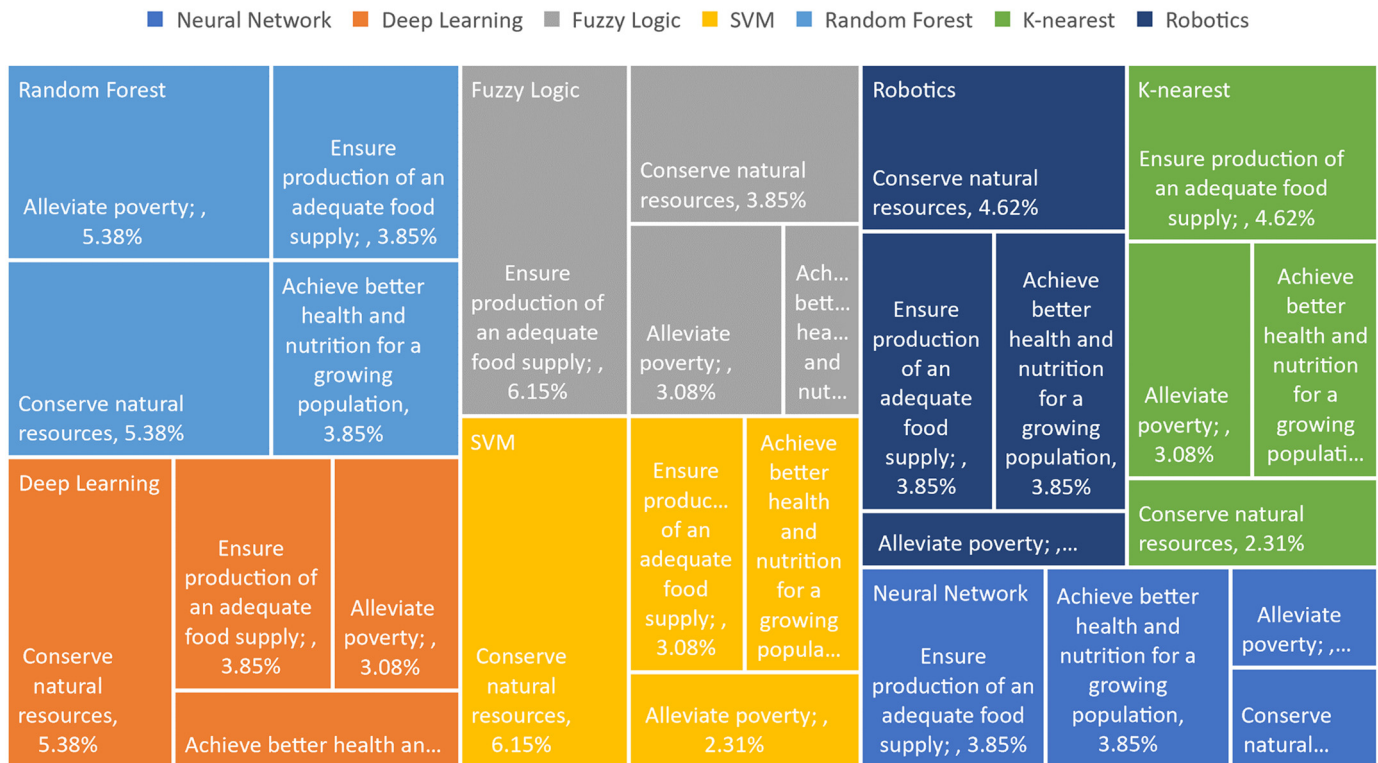 Neural Network Deep Learning Fuzzy Logic SVM Random Forest K-nearest Robotics
Random Forest
Alleviate poverty; ,
5.38%
Ensure
production of an
adequate food
supply; , 3.85%
Conserve natural
resources, 5.38%
Achieve better
health and
nutrition for a
growing
population,
3.85%
Deep Learning
Conserve
natural
resources,
5.38%
Ensure
production of
an adequate
food supply; ,
3.85%
Alleviate
poverty; ,
3.08%
Achieve better health an...
Fuzzy Logic
Ensure
production of
an adequate
food supply; ,
6.15%
Conserve natural
resources, 3.85%
Alleviate
poverty; ,
3.08%
Ach...
bett...
hea...
and
nut...
SVM
Conserve
natural
resources,
6.15%
Ensure
produc...
of an
adequate
food
supply; ,
3.08%
Achieve
better
health
and
nutrition
for a
growing
popula...
Alleviate poverty; ,
2.31%
Robotics
Conserve natural
resources, 4.62%
Ensure
production
of an
adequate
food
supply; ,
3.85%
Achieve
better
health and
nutrition
for a
growing
population,
3.85%
Alleviate poverty; ,...
K-nearest
Ensure production of
an adequate food
supply; , 4.62%
Alleviate
poverty; ,
3.08%
Achieve
better
health and
nutrition
for a
growing
populati...
Conserve natural
resources, 2.31%
Neural Network
Ensure
production of an
adequate food
supply; , 3.85%
Achieve better
health and
nutrition for a
growing
population,
3.85%
Alleviate
poverty; ,...
Conserve
natural...